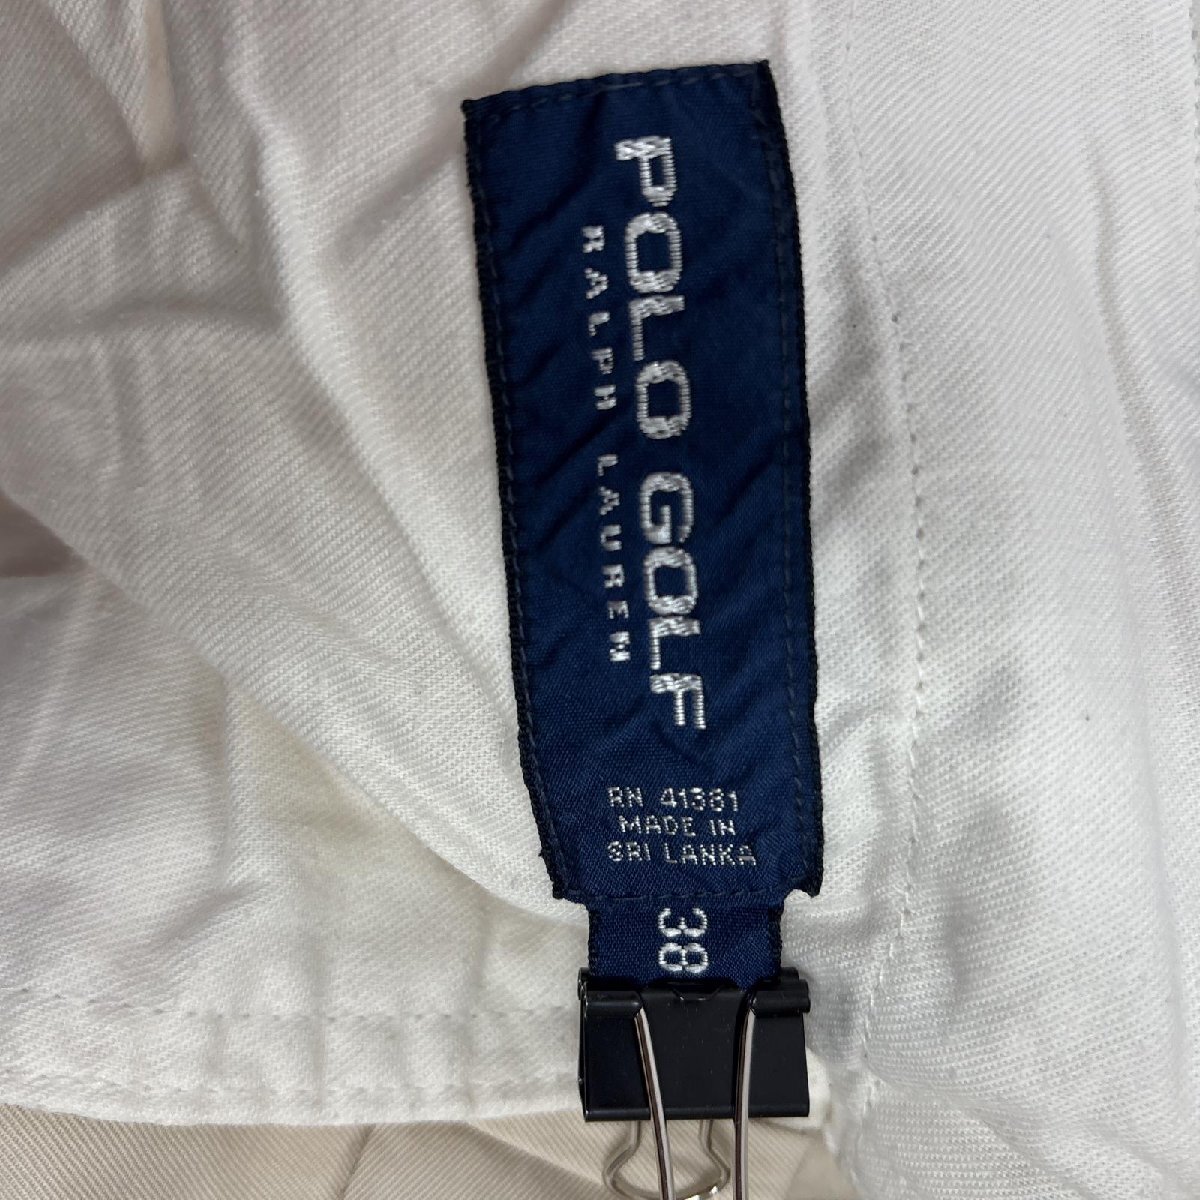 POLO GOLF
RALPH LAUREN
RN 41381
MADE IN
SRI LANKA
38